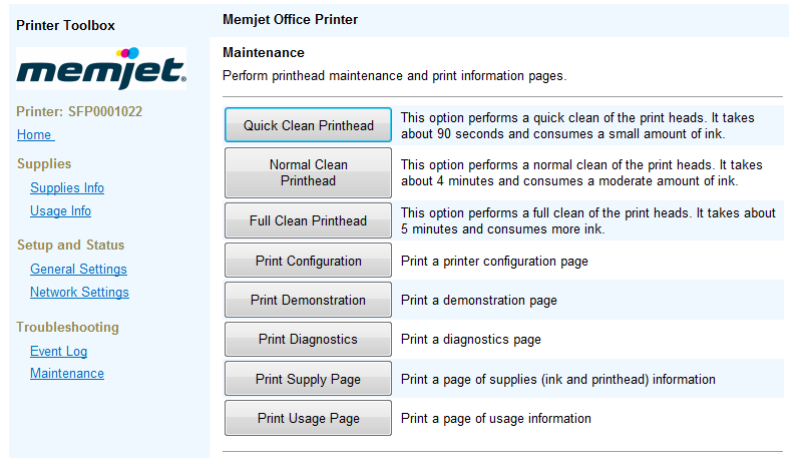 Printer Toolbox
memjet.
Printer: SFP0001022
Home
Supplies
Supplies Info
Usage Info
Setup and Status
General Settings
Network Settings
Troubleshooting
Event Log
Maintenance
Memjet Office Printer
Maintenance
Perform printhead maintenance and print information pages.
Quick Clean Printhead
This option performs a quick clean of the print heads. It takes
about 90 seconds and consumes a small amount of ink.
Normal Clean
Printhead
This option performs a normal clean of the print heads. It takes
about 4 minutes and consumes a moderate amount of ink.
Full Clean Printhead
This option performs a full clean of the print heads. It takes about
5 minutes and consumes more ink.
Print Configuration
Print a printer configuration page
Print Demonstration
Print a demonstration page
Print Diagnostics
Print a diagnostics page
Print Supply Page
Print a page of supplies (ink and printhead) information
Print Usage Page
Print a page of usage information